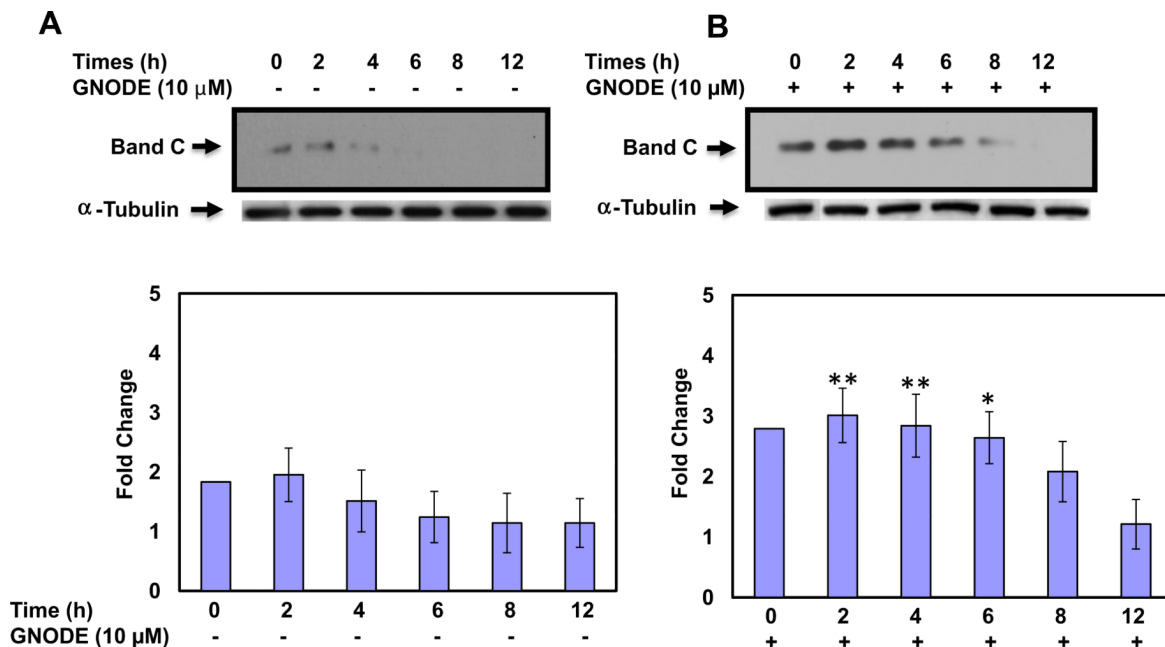 A
Times (h) 0 2 4 6 8 12
GNODE (10 μM) - - - - - -
Band C
α-Tubulin
B
Times (h) 0 2 4 6 8 12
GNODE (10 µM) + + + + + +
Band C
α-Tubulin
5
4
3
2
1
0
Fold Change
Time (h) 0 2 4 6 8 12
GNODE (10 µM) - - - - - -
5
4
3
2
1
0
Fold Change
** ** *
0 2 4 6 8 12
+ + + + + +